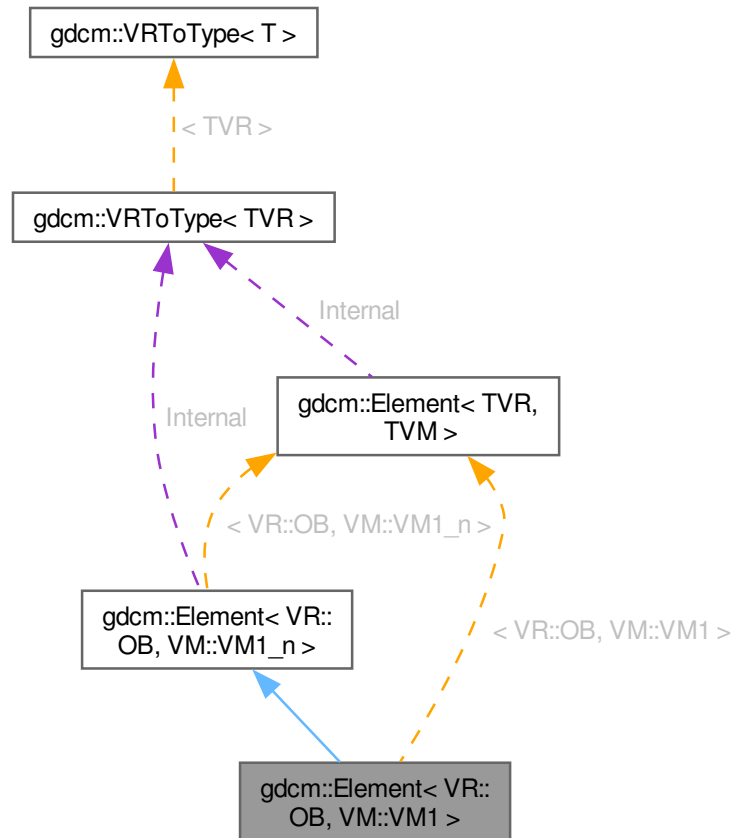 gdcm::VRToType< T >
< TVR >
gdcm::VRToType< TVR >
Internal
gdcm::Element< TVR,
TVM >
Internal
< VR::OB, VM::VM1_n >
gdcm::Element< VR::
OB, VM::VM1_n >
< VR::OB, VM::VM1 >
gdcm::Element< VR::
OB, VM::VM1 >